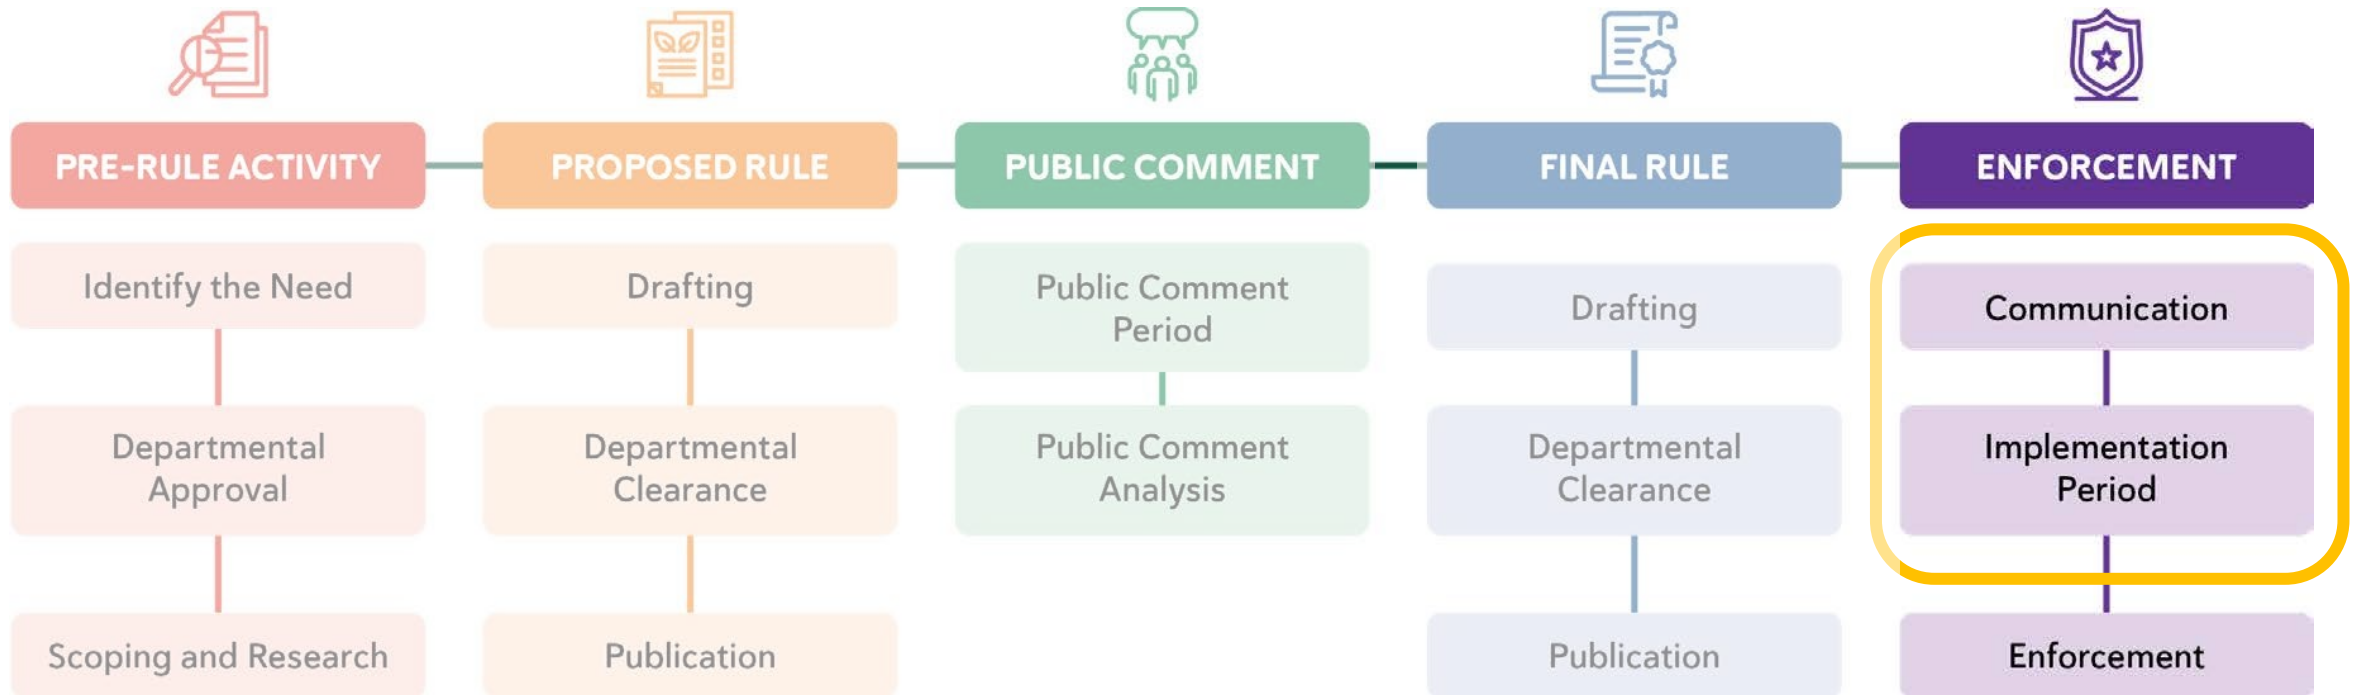 PRE-RULE ACTIVITY
Identify the Need
Departmental
Approval
Scoping and Research
PROPOSED RULE
Drafting
Departmental
Clearance
Publication
PUBLIC COMMENT
Public Comment
Period
Public Comment
Analysis
FINAL RULE
Drafting
Departmental
Clearance
Publication
ENFORCEMENT
Communication
Implementation
Period
Enforcement